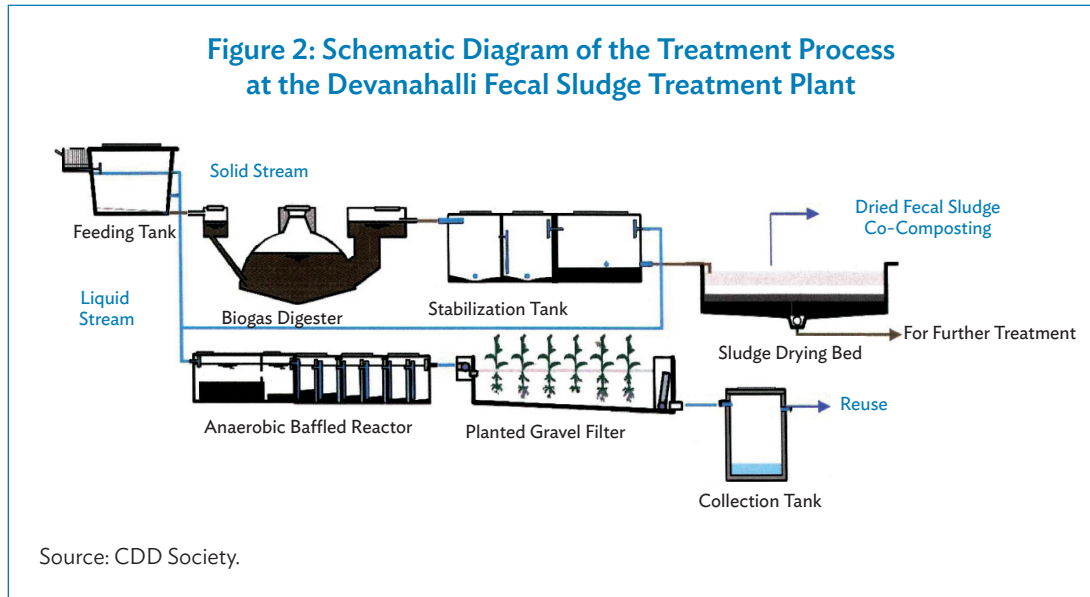 Figure 2: Schematic Diagram of the Treatment Process
at the Devanahalli Fecal Sludge Treatment Plant
Solid Stream
Feeding Tank
Dried Fecal Sludge
Co-Composting
Liquid
Stream
Biogas Digester
Stabilization Tank
For Further Treatment
Sludge Drying Bed
Anaerobic Baffled Reactor
Planted Gravel Filter
Reuse
Collection Tank
Source: CDD Society.